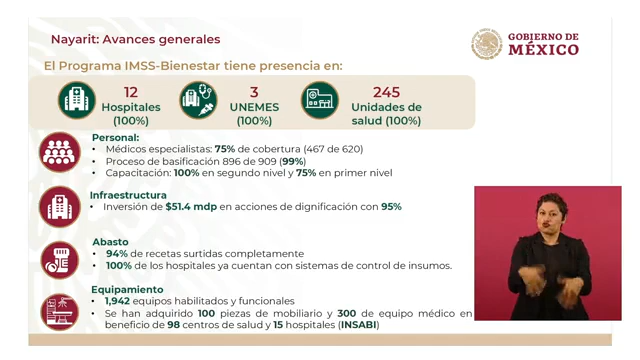 Nayarit: Avances generales
GOBIERNO DE
MÉXICO
El Programa IMSS-Bienestar tiene presencia en:
12
Hospitales
(100%)
3
UNEMES
(100%)
245
Unidades de
salud (100%)
Personal:
• Médicos especialistas: 75% de cobertura (467 de 620)
• Proceso de basificación 896 de 909 (99%)
• Capacitación: 100% en segundo nivel y 75% en primer nivel
Infraestructura
• Inversión de $51.4 mdp en acciones de dignificación con 95%
Abasto
• 94% de recetas surtidas completamente
• 100% de los hospitales ya cuentan con sistemas de control de insumos.
Equipamiento
• 1,942 equipos habilitados y funcionales
• Se han adquirido 100 piezas de mobiliario y 300 de equipo médico en
beneficio de 98 centros de salud y 15 hospitales (INSABI)